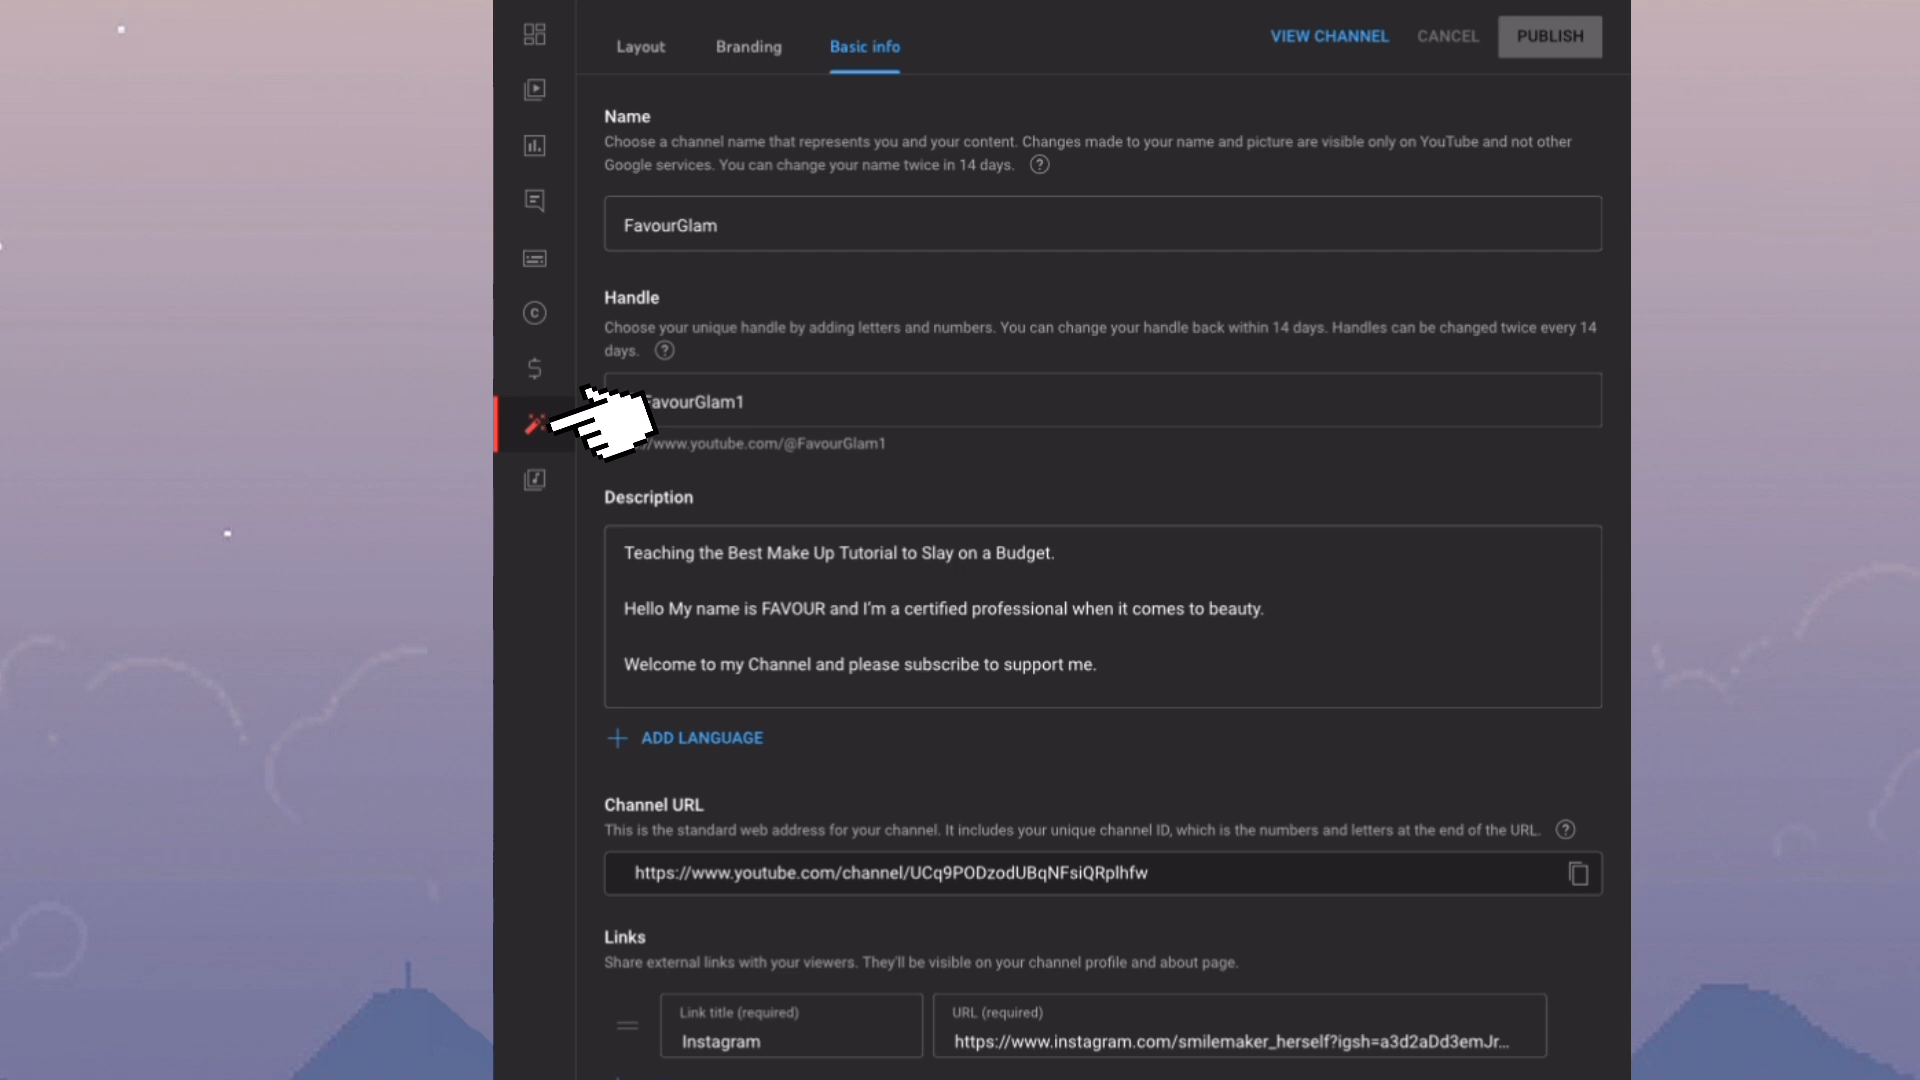 Layout Branding Basic info VIEW CHANNEL CANCEL PUBLISH
Name
Choose a channel name that represents you and your content. Changes made to your name and picture are visible only on YouTube and not other
Google services. You can change your name twice in 14 days.
FavourGlam
Handle
Choose your unique handle by adding letters and numbers. You can change your handle back within 14 days. Handles can be changed twice every 14
days.
FavourGlam1
/www.youtube.com/@FavourGlam1
Description
Teaching the Best Make Up Tutorial to Slay on a Budget.
Hello My name is FAVOUR and I'm a certified professional when it comes to beauty.
Welcome to my Channel and please subscribe to support me.
ADD LANGUAGE
Channel URL
This is the standard web address for your channel. It includes your unique channel ID, which is the numbers and letters at the end of the URL.
https://www.youtube.com/channel/UCq9PODzodUBqNFsiQRplhfw
Links
Share external links with your viewers. They'll be visible on your channel profile and about page.
Link title (required) URL (required)
Instagram https://www.instagram.com/smilemaker_herself?igsh=a3d2aDd3emJr...